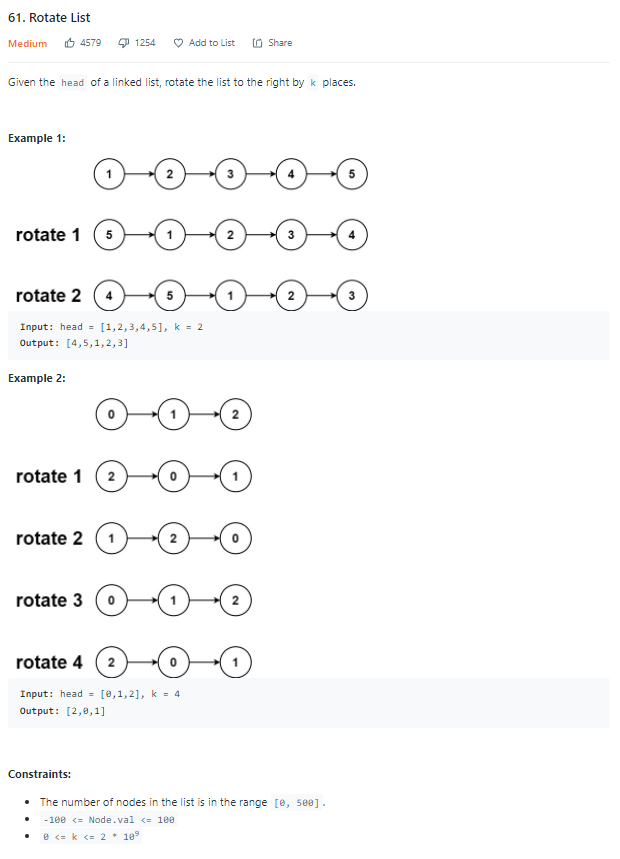 61. Rotate List
Medium 4579 1254 Add to List Share
Given the head of a linked list, rotate the list to the right by k places.
Example 1:
1 2 3 4 5
rotate 1 5 1 2 3 4
rotate 2 4 5 1 2 3
Input: head = [1,2,3,4,5], k = 2
Output: [4,5,1,2,3]
Example 2:
0 1 2
rotate 1 2 0 1
rotate 2 1 2 0
rotate 3 0 1 2
rotate 4 2 0 1
Input: head = [0,1,2], k = 4
Output: [2,0,1]
Constraints:
• The number of nodes in the list is in the range [0, 500].
• -100 <= Node.val <= 100
• 0 <= k <= 2 * 10⁹